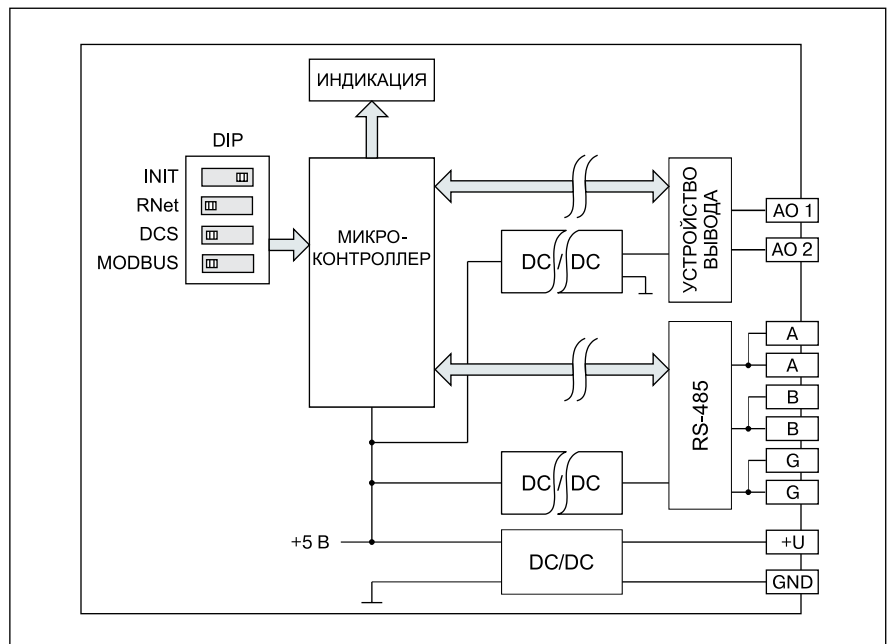 ИНДИКАЦИЯ
DIP
INIT
RNet
DCS
MODBUS
МИКРО-
КОНТРОЛЛЕР
DC/DC
УСТРОЙСТВО
ВЫВОДА
AO 1
AO 2
RS-485
A
A
B
B
G
G
DC/DC
+5 В
DC/DC
+U
GND